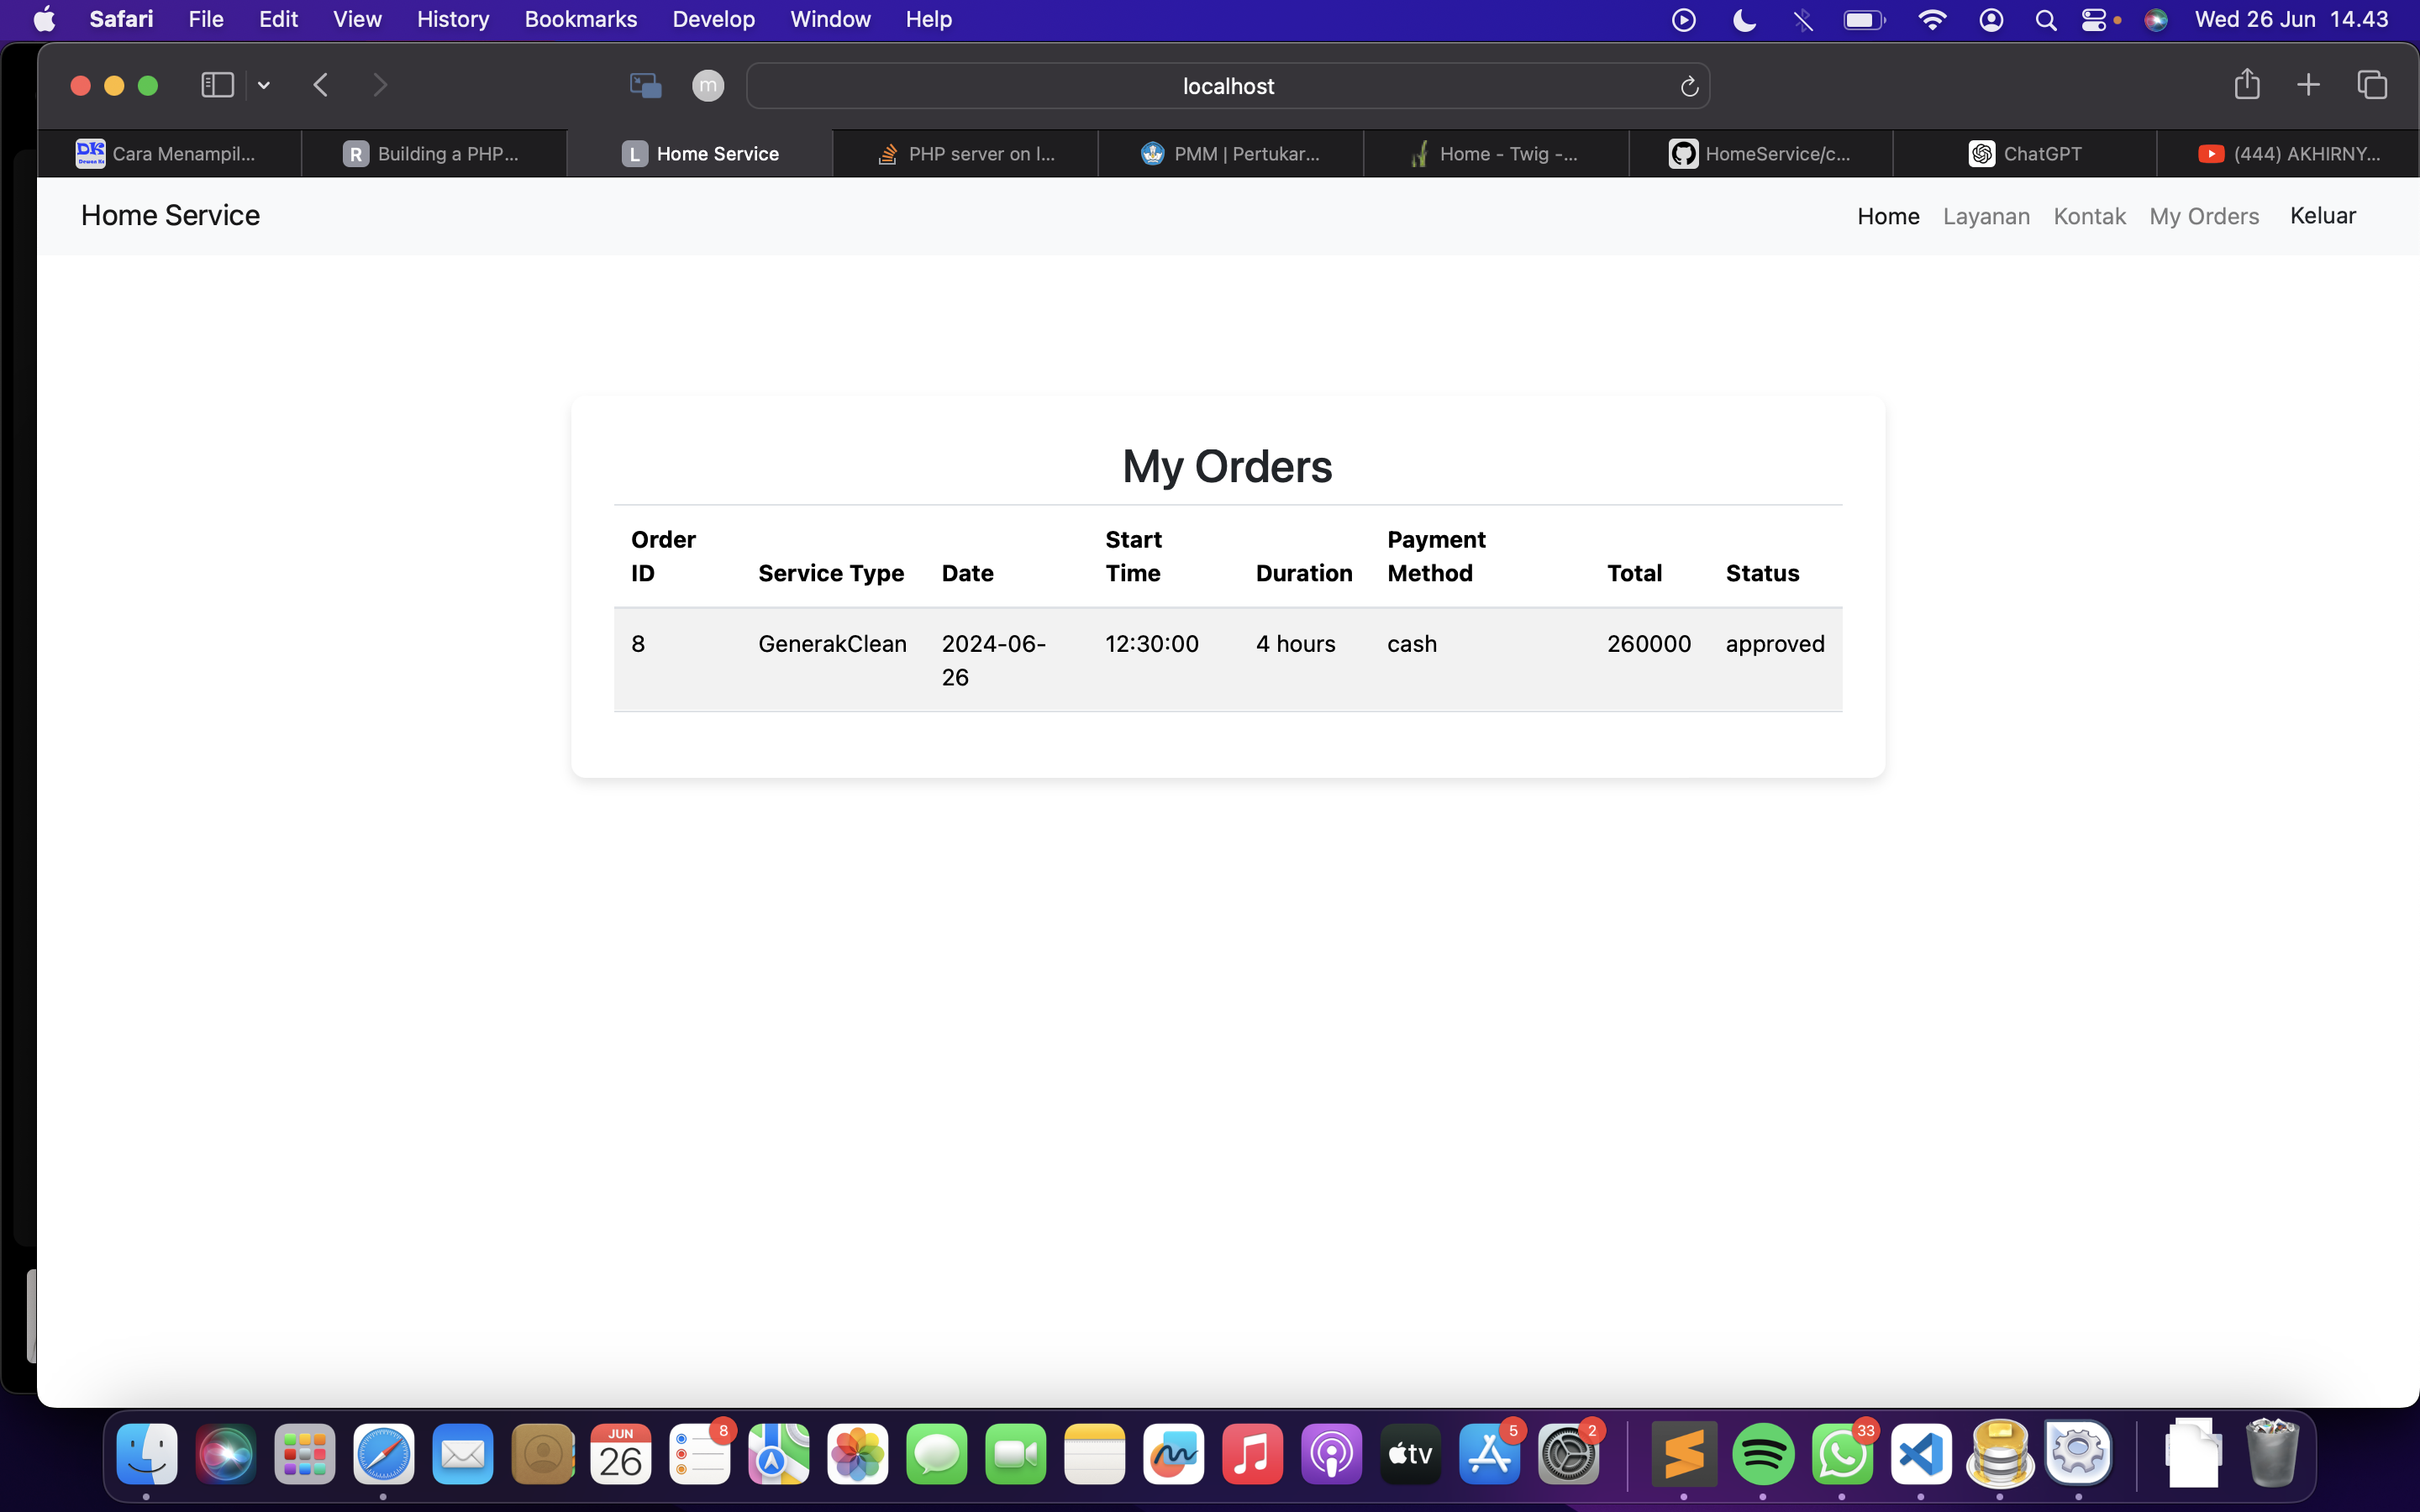 Safari File Edit View History Bookmarks Develop Window Help Wed 26 Jun 14.43
m localhost
DK Cara Menampil... R Building a PHP... L Home Service PHP server on l... PMM | Pertukar... Home - Twig -... HomeService/c... ChatGPT (444) AKHIRNY...
Home Service Home Layanan Kontak My Orders Keluar
My Orders
Order ID Service Type Date Start Time Duration Payment Method Total Status
8 GenerakClean 2024-06-26 12:30:00 4 hours cash 260000 approved
JUN 26 8 tv 5 2 33